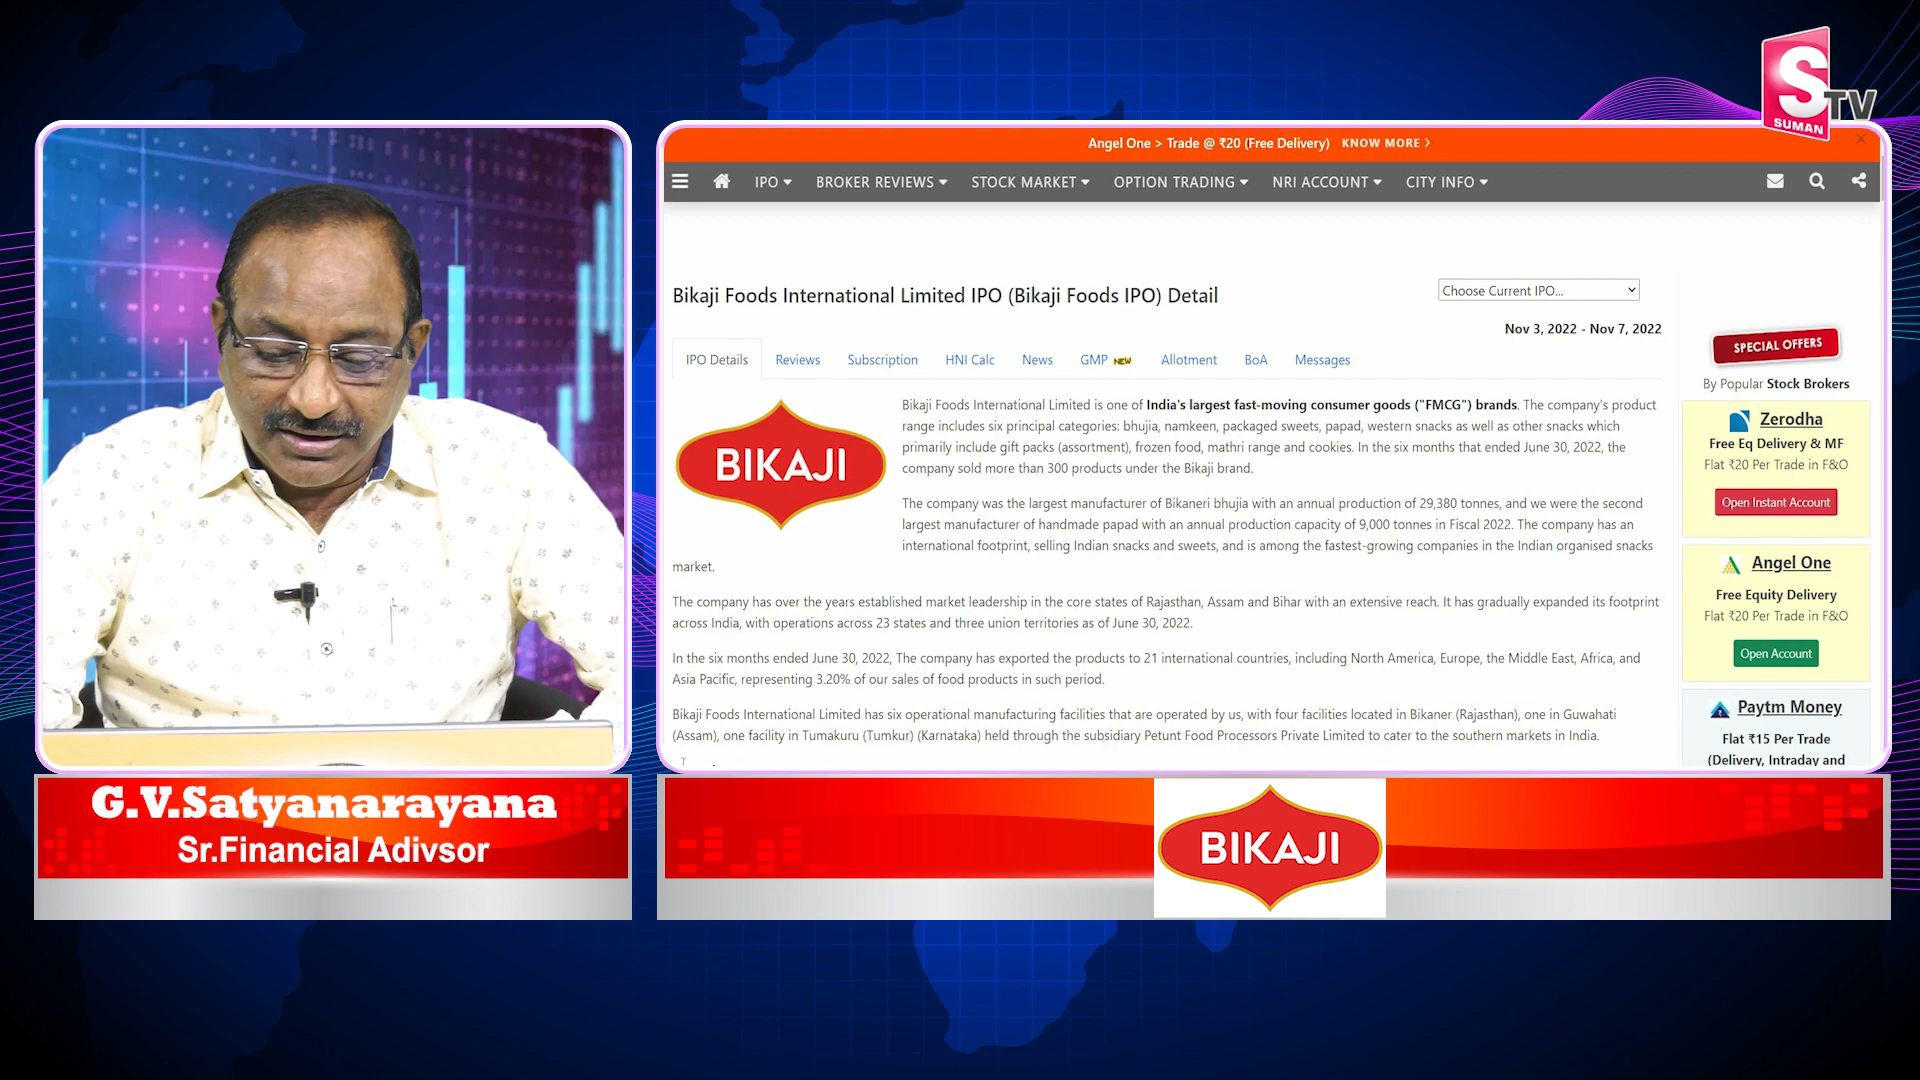 S
TV
SUMAN
Angel One > Trade @ ₹20 (Free Delivery) KNOW MORE
IPO BROKER REVIEWS STOCK MARKET OPTION TRADING NRI ACCOUNT CITY INFO
Bikaji Foods International Limited IPO (Bikaji Foods IPO) Detail
Choose Current IPO...
Nov 3, 2022 - Nov 7, 2022
IPO Details Reviews Subscription HNI Calc News GMP NEW Allotment BoA Messages
BIKAJI
Bikaji Foods International Limited is one of India's largest fast-moving consumer goods ("FMCG") brands. The company's product
range includes six principal categories: bhujia, namkeen, packaged sweets, papad, western snacks as well as other snacks which
primarily include gift packs (assortment), frozen food, mathri range and cookies. In the six months that ended June 30, 2022, the
company sold more than 300 products under the Bikaji brand.
The company was the largest manufacturer of Bikaneri bhujia with an annual production of 29,380 tonnes, and we were the second
largest manufacturer of handmade papad with an annual production capacity of 9,000 tonnes in Fiscal 2022. The company has an
international footprint, selling Indian snacks and sweets, and is among the fastest-growing companies in the Indian organised snacks
market.
The company has over the years established market leadership in the core states of Rajasthan, Assam and Bihar with an extensive reach. It has gradually expanded its footprint
across India, with operations across 23 states and three union territories as of June 30, 2022.
In the six months ended June 30, 2022, The company has exported the products to 21 international countries, including North America, Europe, the Middle East, Africa, and
Asia Pacific, representing 3.20% of our sales of food products in such period.
Bikaji Foods International Limited has six operational manufacturing facilities that are operated by us, with four facilities located in Bikaner (Rajasthan), one in Guwahati
(Assam), one facility in Tumakuru (Tumkur) (Karnataka) held through the subsidiary Petunt Food Processors Private Limited to cater to the southern markets in India.
SPECIAL OFFERS
By Popular Stock Brokers
Zerodha
Free Eq Delivery & MF
Flat ₹20 Per Trade in F&O
Open Instant Account
Angel One
Free Equity Delivery
Flat ₹20 Per Trade in F&O
Open Account
Paytm Money
Flat ₹15 Per Trade
(Delivery, Intraday and
G.V.Satyanarayana
Sr.Financial Adivsor
BIKAJI